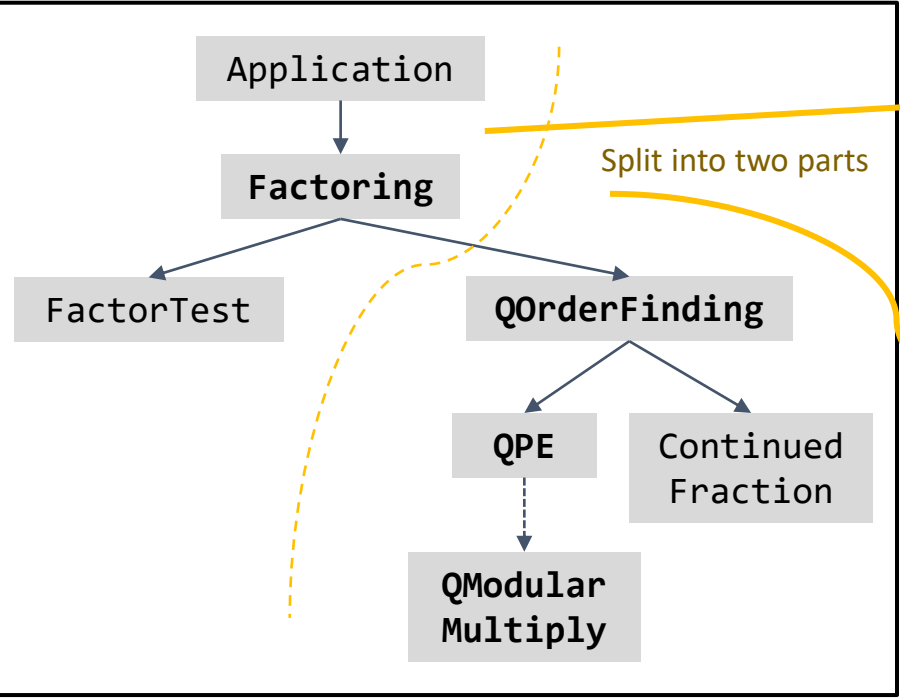 Application
Split into two parts
Factoring
FactorTest
QOrderFinding
QPE
Continued
Fraction
QModular
Multiply